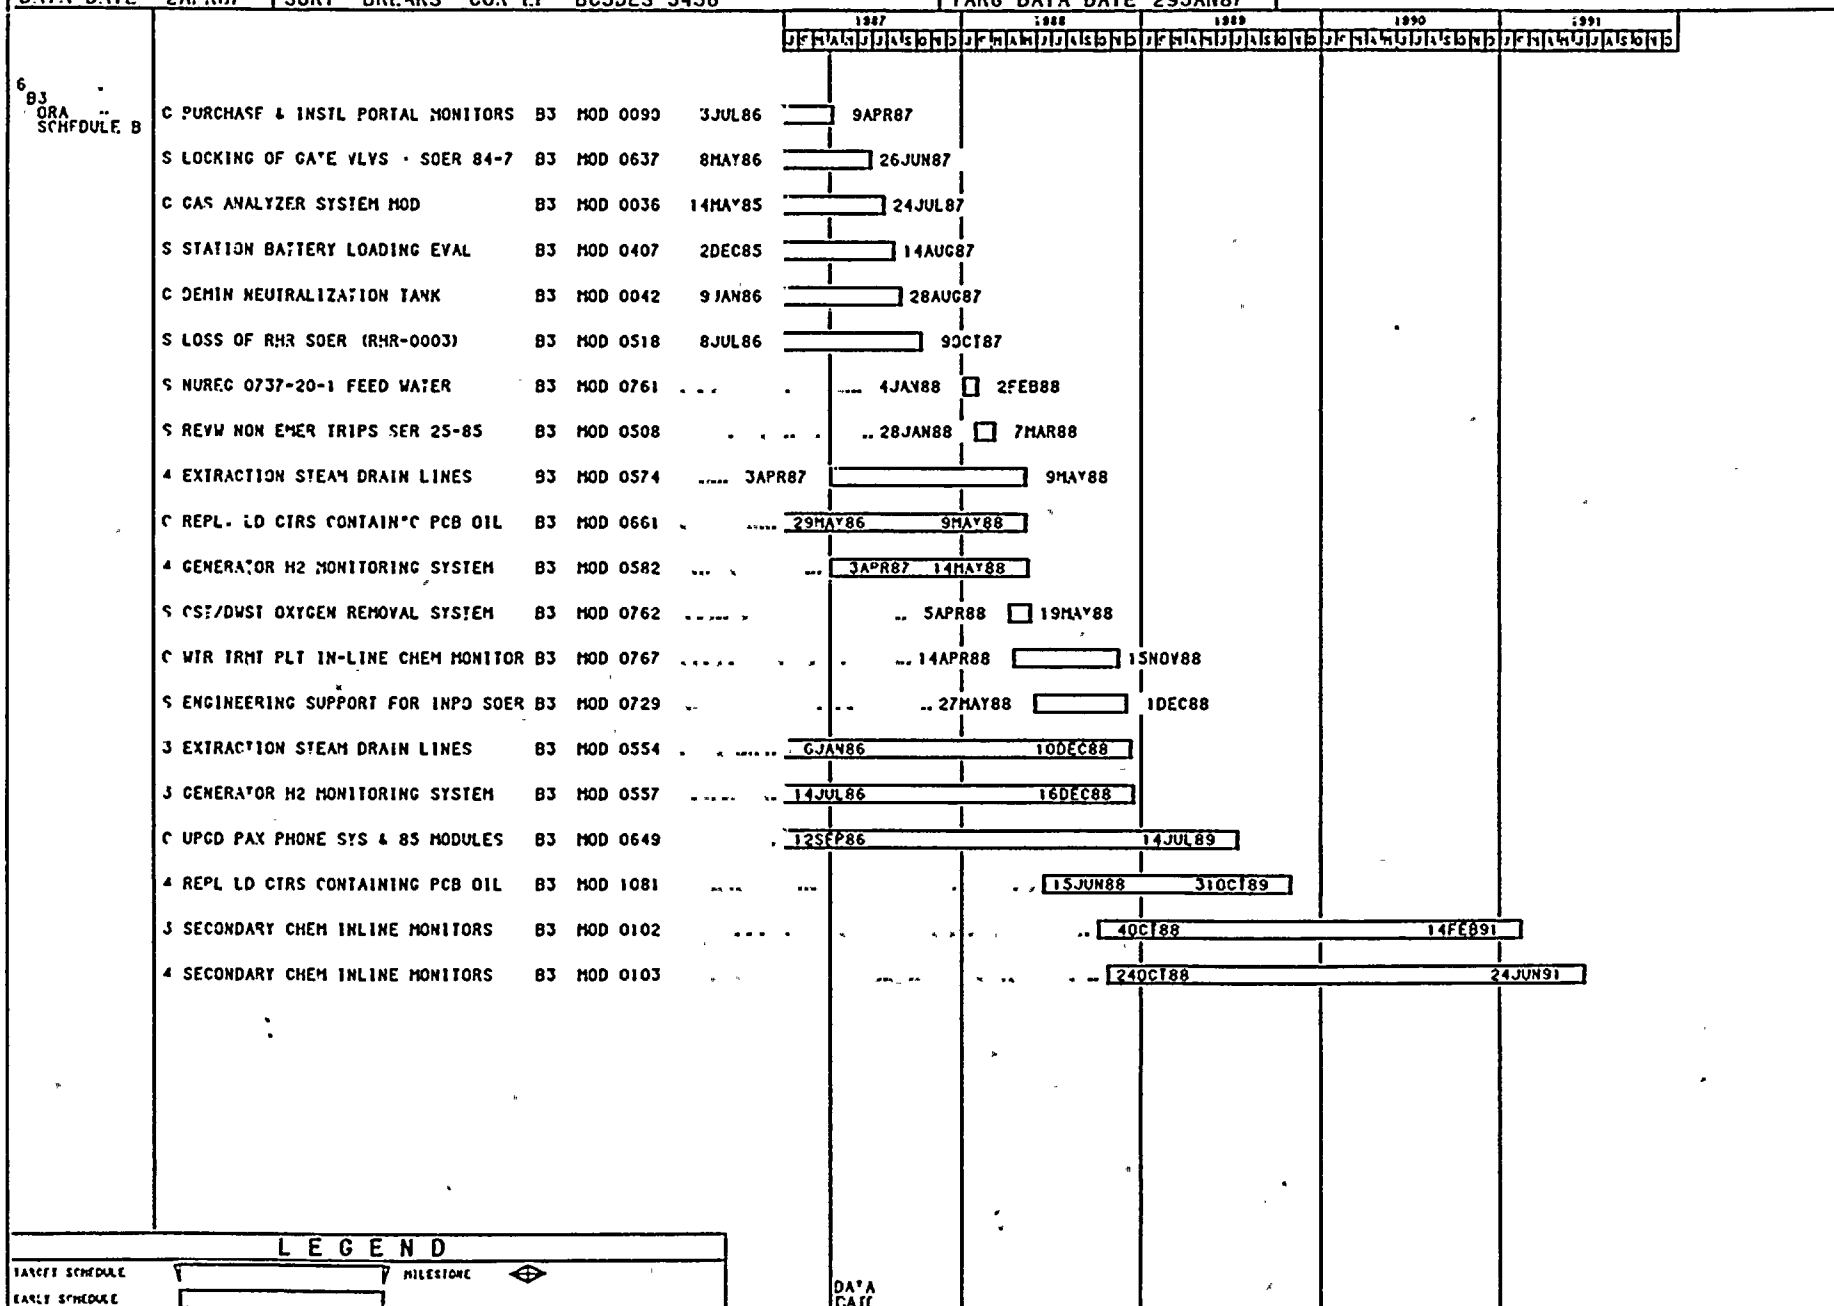 DATA DATE 2APR87 SORT BREAKS TARG DATA DATE 29JAN87
1987 1988 1989 1990 1991
J F M A M J J A S O N D J F M A M J J A S O N D J F M A M J J A S O N D J F M A M J J A S O N D J F M A M J J A S O N D
6
B3
ORA
SCHEDULE B
C PURCHASE & INSTL PORTAL MONITORS B3 MOD 0090 3JUL86 9APR87
S LOCKING OF GATE VLVS - SOER 84-7 B3 MOD 0637 8MAY86 26JUN87
C GAS ANALYZER SYSTEM MOD B3 MOD 0036 14MAY85 24JUL87
S STATION BATTERY LOADING EVAL B3 MOD 0407 2DEC85 14AUG87
C DEMIN NEUTRALIZATION TANK B3 MOD 0042 9JAN86 28AUG87
S LOSS OF RHR SOER (RHR-0003) B3 MOD 0518 8JUL86 9OCT87
S NUREG 0737-20-1 FEED WATER B3 MOD 0761 4JAN88 2FEB88
S REVW NON EMER TRIPS SER 25-85 B3 MOD 0508 28JAN88 7MAR88
4 EXTRACTION STEAM DRAIN LINES B3 MOD 0574 3APR87 9MAY88
C REPL. LD CTRS CONTAIN'G PCB OIL B3 MOD 0661 29MAY86 9MAY88
4 GENERATOR H2 MONITORING SYSTEM B3 MOD 0582 3APR87 14MAY88
S CST/DWST OXYGEN REMOVAL SYSTEM B3 MOD 0762 5APR88 19MAY88
C WTR TRMT PLT IN-LINE CHEM MONITOR B3 MOD 0767 14APR88 15NOV88
S ENGINEERING SUPPORT FOR INPO SOER B3 MOD 0729 27MAY88 1DEC88
3 EXTRACTION STEAM DRAIN LINES B3 MOD 0554 6JAN86 10DEC88
3 GENERATOR H2 MONITORING SYSTEM B3 MOD 0557 14JUL86 16DEC88
C UPGD PAX PHONE SYS & 85 MODULES B3 MOD 0649 12SEP86 14JUL89
4 REPL LD CTRS CONTAINING PCB OIL B3 MOD 1081 15JUN88 31OCT89
3 SECONDARY CHEM INLINE MONITORS B3 MOD 0102 4OCT88 14FEB91
4 SECONDARY CHEM INLINE MONITORS B3 MOD 0103 24OCT88 24JUN91
LEGEND
TARGET SCHEDULE MILESTONE
EARLY SCHEDULE
DATA
DATE